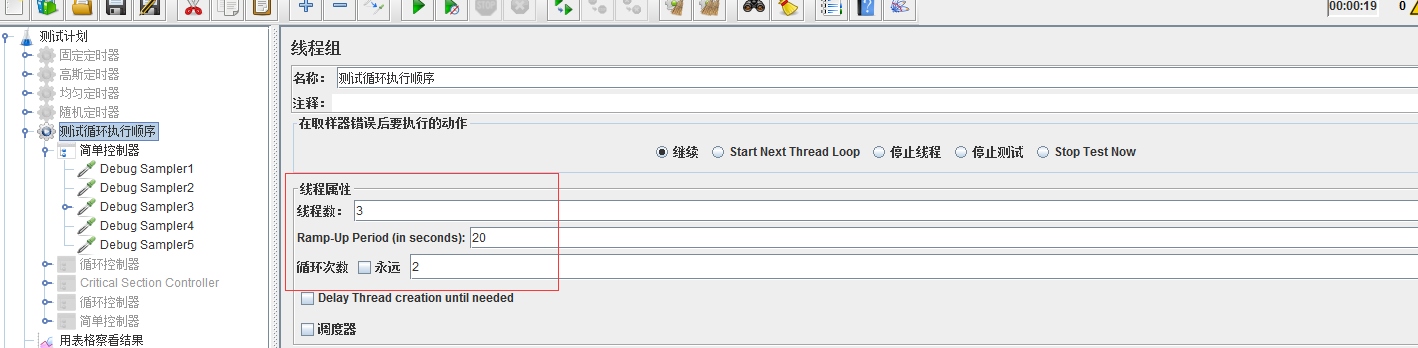 00:00:19 0
测试计划
固定定时器
高斯定时器
均匀定时器
随机定时器
测试循环执行顺序
简单控制器
Debug Sampler1
Debug Sampler2
Debug Sampler3
Debug Sampler4
Debug Sampler5
循环控制器
Critical Section Controller
循环控制器
简单控制器
用表格察看结果
线程组
名称: 测试循环执行顺序
注释:
在取样器错误后要执行的动作
继续 Start Next Thread Loop 停止线程 停止测试 Stop Test Now
线程属性
线程数: 3
Ramp-Up Period (in seconds): 20
循环次数 永远 2
Delay Thread creation until needed
调度器